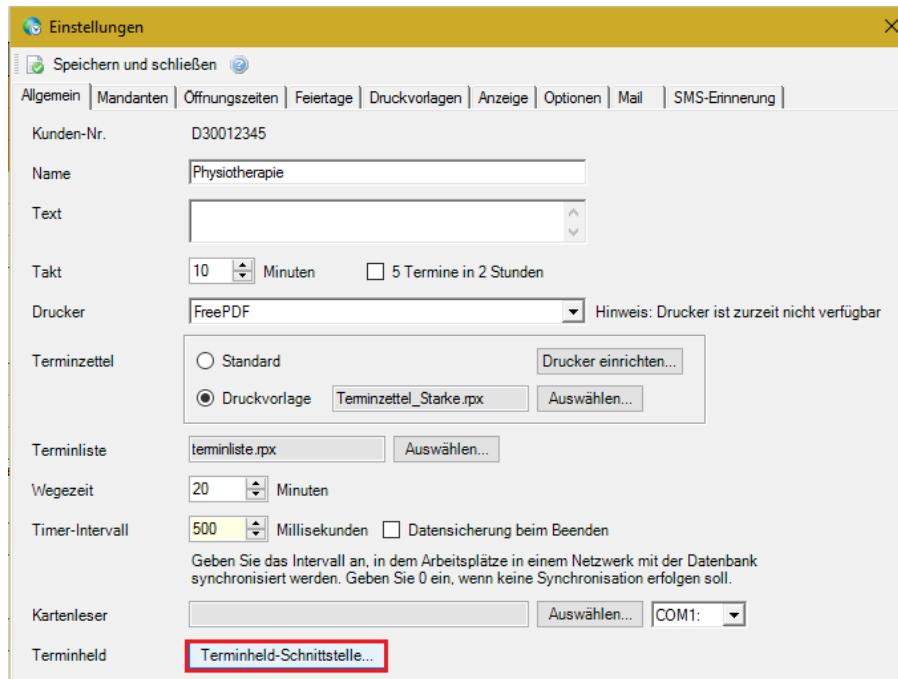 Einstellungen
Speichern und schließen
Allgemein Mandanten Öffnungszeiten Feiertage Druckvorlagen Anzeige Optionen Mail SMS-Erinnerung
Kunden-Nr. D30012345
Name Physiotherapie
Text
Takt 10 Minuten 5 Termine in 2 Stunden
Drucker FreePDF Hinweis: Drucker ist zurzeit nicht verfügbar
Terminzettel Standard Drucker einrichten...
Druckvorlage Terminzettel_Starke.rpx Auswählen...
Terminliste terminliste.rpx Auswählen...
Wegezeit 20 Minuten
Timer-Intervall 500 Millisekunden Datensicherung beim Beenden
Geben Sie das Intervall an, in dem Arbeitsplätze in einem Netzwerk mit der Datenbank
synchronisiert werden. Geben Sie 0 ein, wenn keine Synchronisation erfolgen soll.
Kartenleser Auswählen... COM1:
Terminheld Terminheld-Schnittstelle...